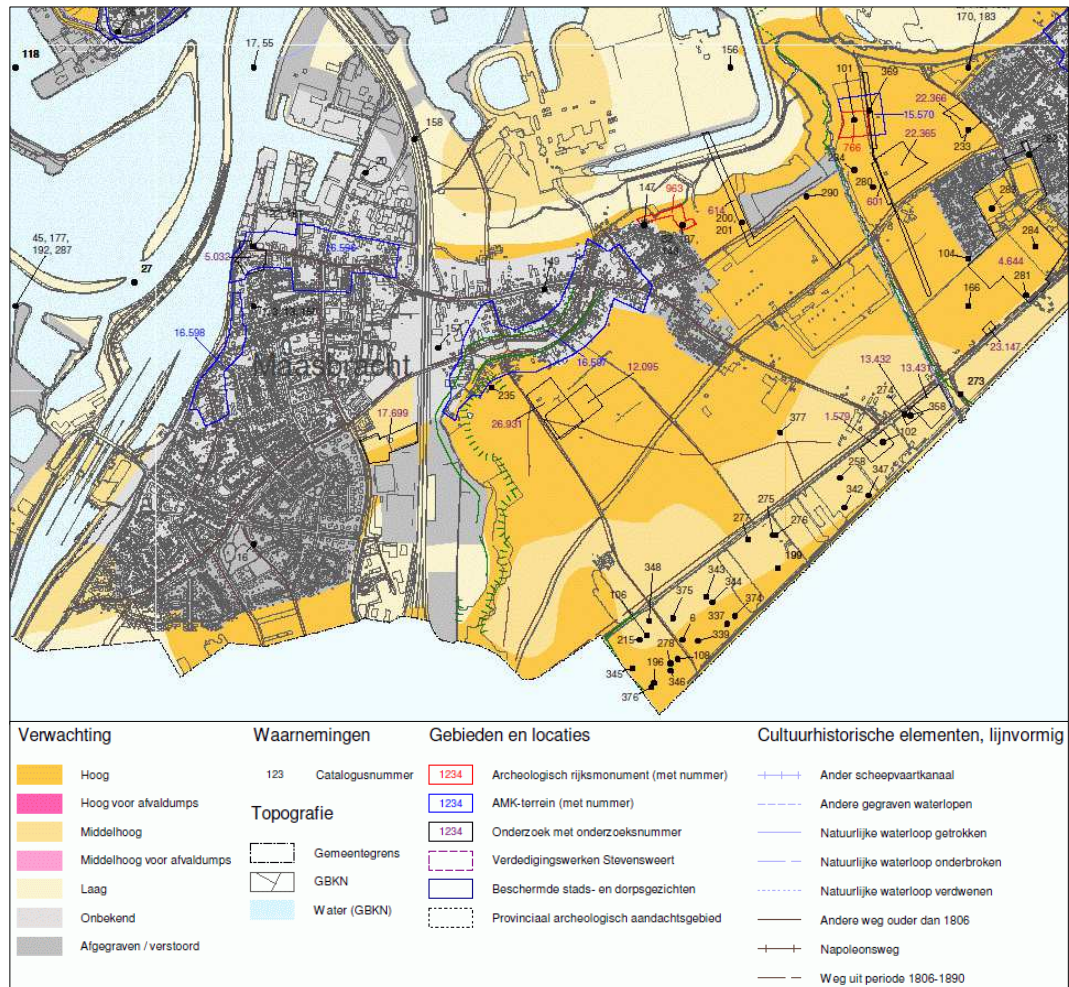 118
17, 55
170, 183
156
101
369
22.366
15.570
22.365
766
158
233
280
601
290
283
284
147
963
614
200,
201
104
4.644
281
45, 177,
192, 287
27
5.032
149
166
16.598
157
Maasbracht
16.597
12.095
23.147
13.432
13.431
274
273
358
235
17.699
26.931
377
1.579
102
258
347
342
275
277
276
16
199
348
343
344
106
375
374
6
337
215
278
339
108
196
345
346
376
Verwachting
Hoog
Hoog voor afvaldumps
Middelhoog
Middelhoog voor afvaldumps
Laag
Onbekend
Afgegraven / verstoord
Waarnemingen
123 Catalogusnummer
Topografie
Gemeentegrens
GBKN
Water (GBKN)
Gebieden en locaties
1234 Archeologisch rijksmonument (met nummer)
1234 AMK-terrein (met nummer)
1234 Onderzoek met onderzoeksnummer
Verdedigingswerken Stevensweert
Beschermde stads- en dorpsgezichten
Provinciaal archeologisch aandachtsgebied
Cultuurhistorische elementen, lijnvormig
Ander scheepvaartkanaal
Andere gegraven waterlopen
Natuurlijke waterloop getrokken
Natuurlijke waterloop onderbroken
Natuurlijke waterloop verdwenen
Andere weg ouder dan 1806
Napoleonsweg
Weg uit periode 1806-1890